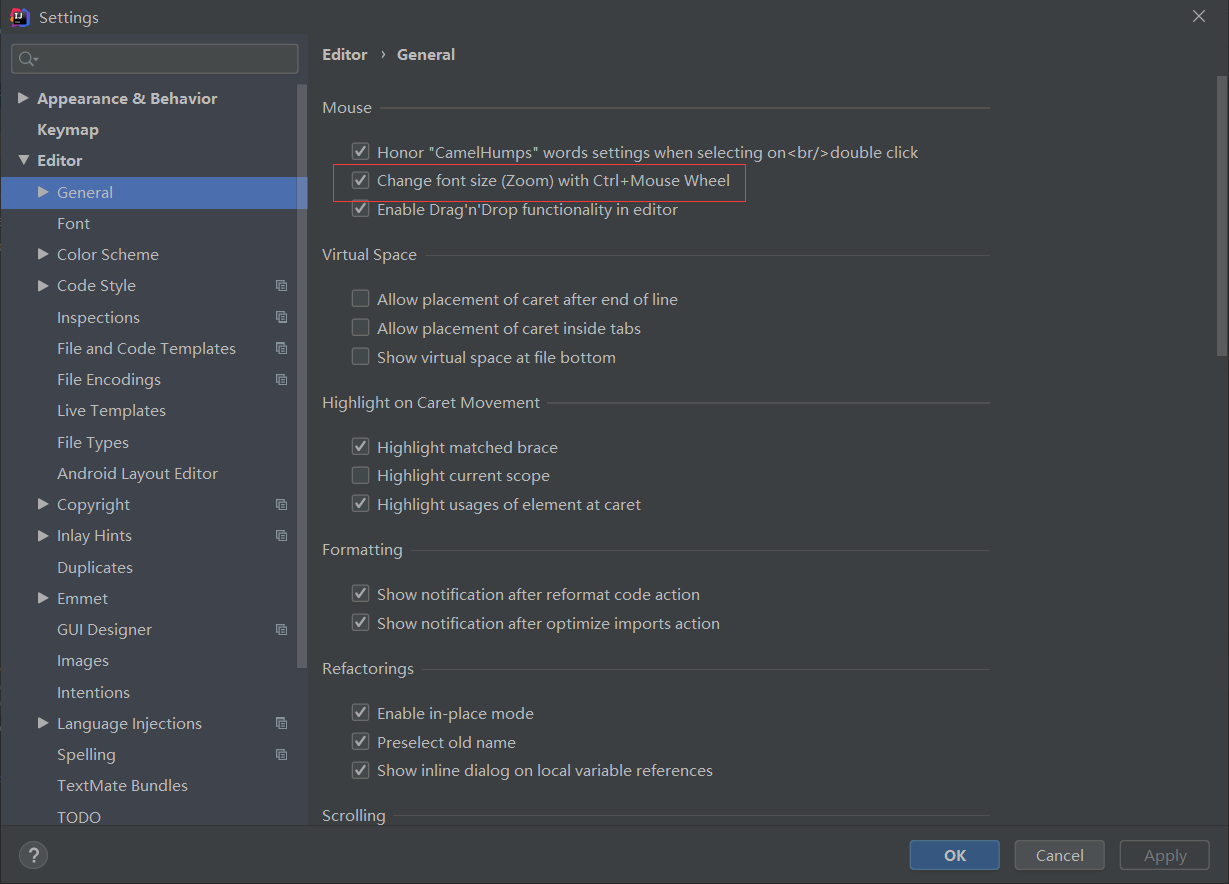 Settings
Appearance & Behavior
Keymap
Editor
General
Font
Color Scheme
Code Style
Inspections
File and Code Templates
File Encodings
Live Templates
File Types
Android Layout Editor
Copyright
Inlay Hints
Duplicates
Emmet
GUI Designer
Images
Intentions
Language Injections
Spelling
TextMate Bundles
TODO
Editor › General
Mouse
Honor "CamelHumps" words settings when selecting on<br/>double click
Change font size (Zoom) with Ctrl+Mouse Wheel
Enable Drag'n'Drop functionality in editor
Virtual Space
Allow placement of caret after end of line
Allow placement of caret inside tabs
Show virtual space at file bottom
Highlight on Caret Movement
Highlight matched brace
Highlight current scope
Highlight usages of element at caret
Formatting
Show notification after reformat code action
Show notification after optimize imports action
Refactorings
Enable in-place mode
Preselect old name
Show inline dialog on local variable references
Scrolling
?
OK
Cancel
Apply